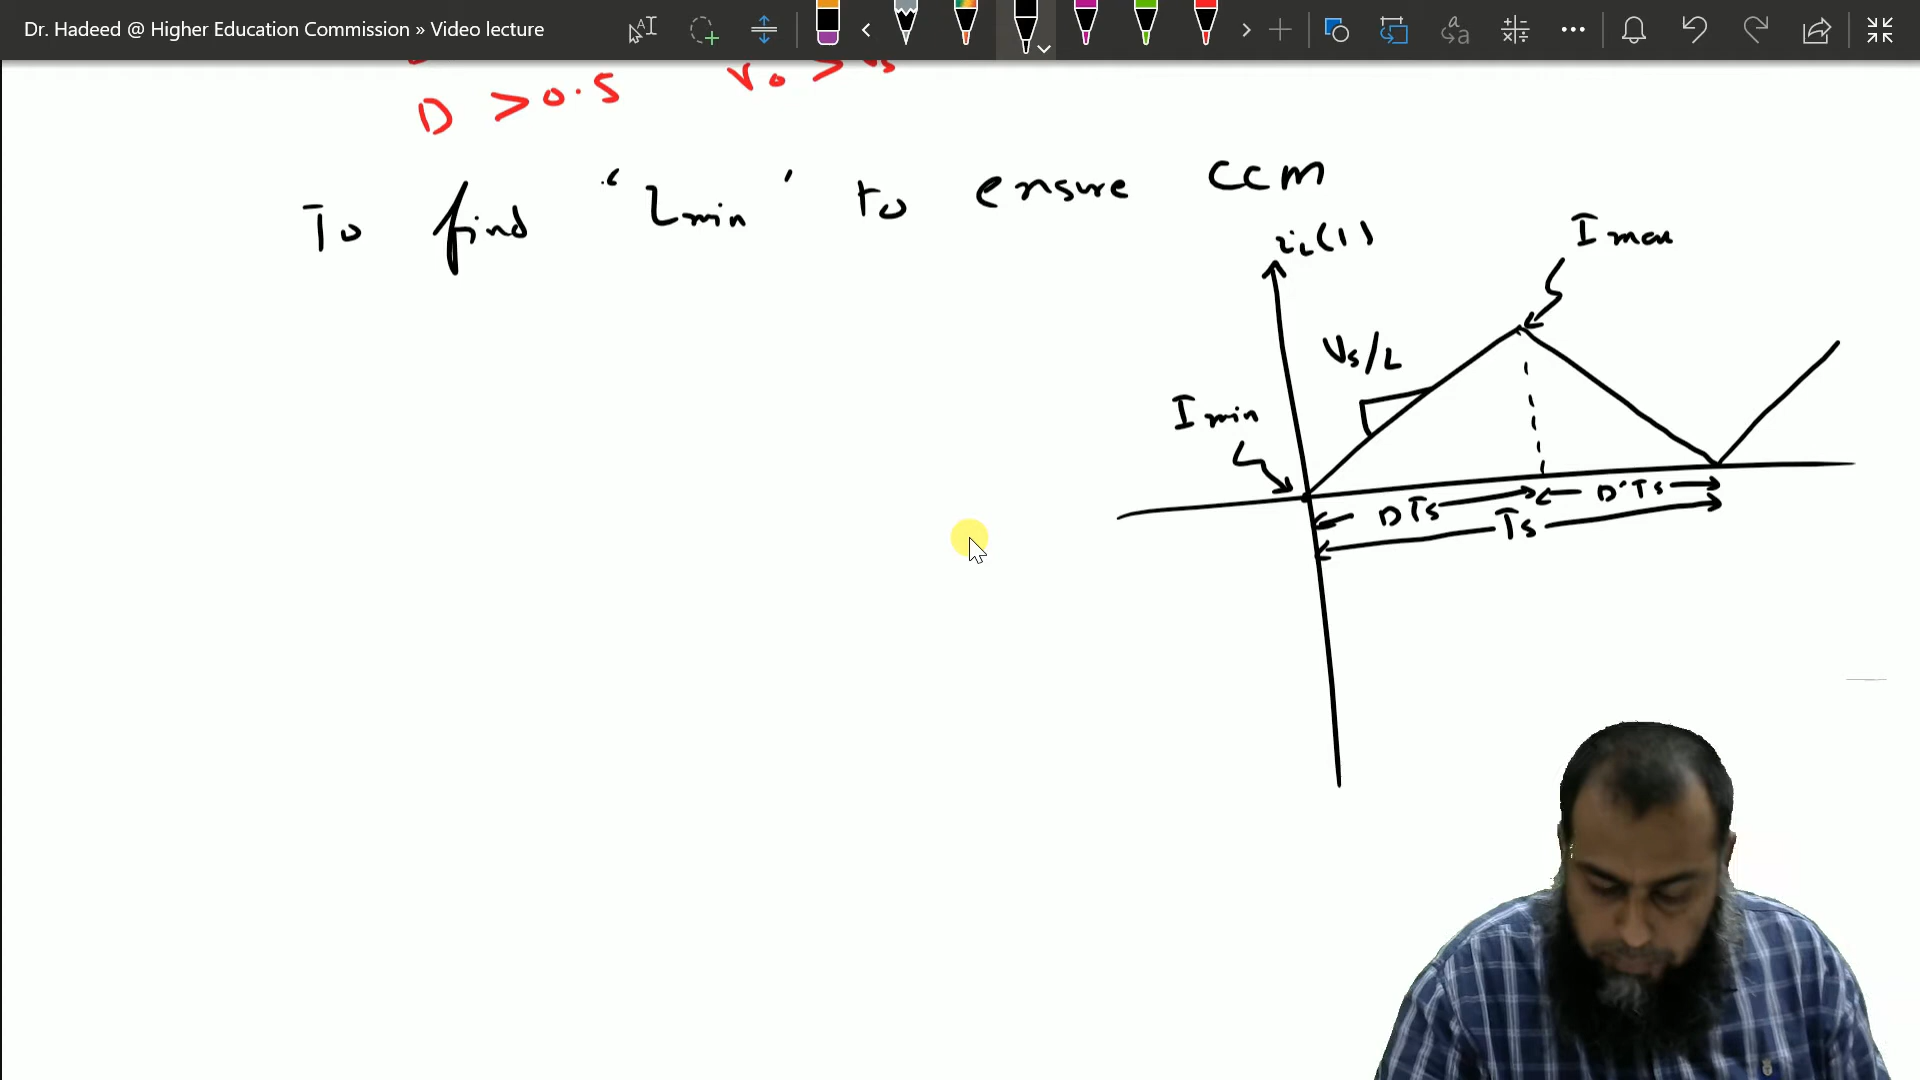 Dr. Hadeed @ Higher Education Commission » Video lecture
D > 0.5
To find "Lmin" to ensure CCM
iL(t)
Imax
Vs/L
Imin
DTs
D'Ts
Ts